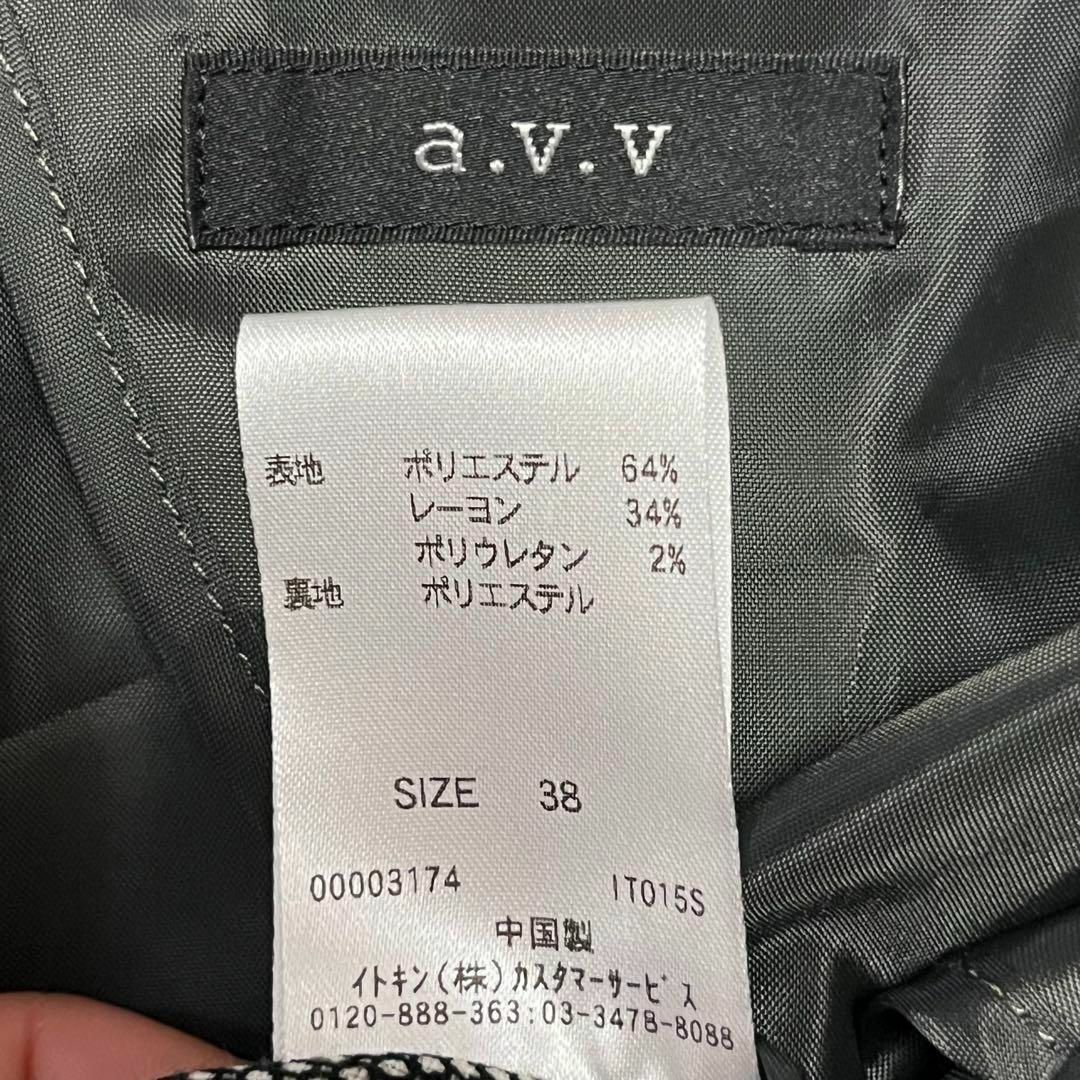 a.v.v
表地 ポリエステル 64%
レーヨン 34%
ポリウレタン 2%
裏地 ポリエステル
SIZE 38
00003174 IT015S
中国製
イトキン(株)カスタマーサービス
0120-888-363:03-3478-8088